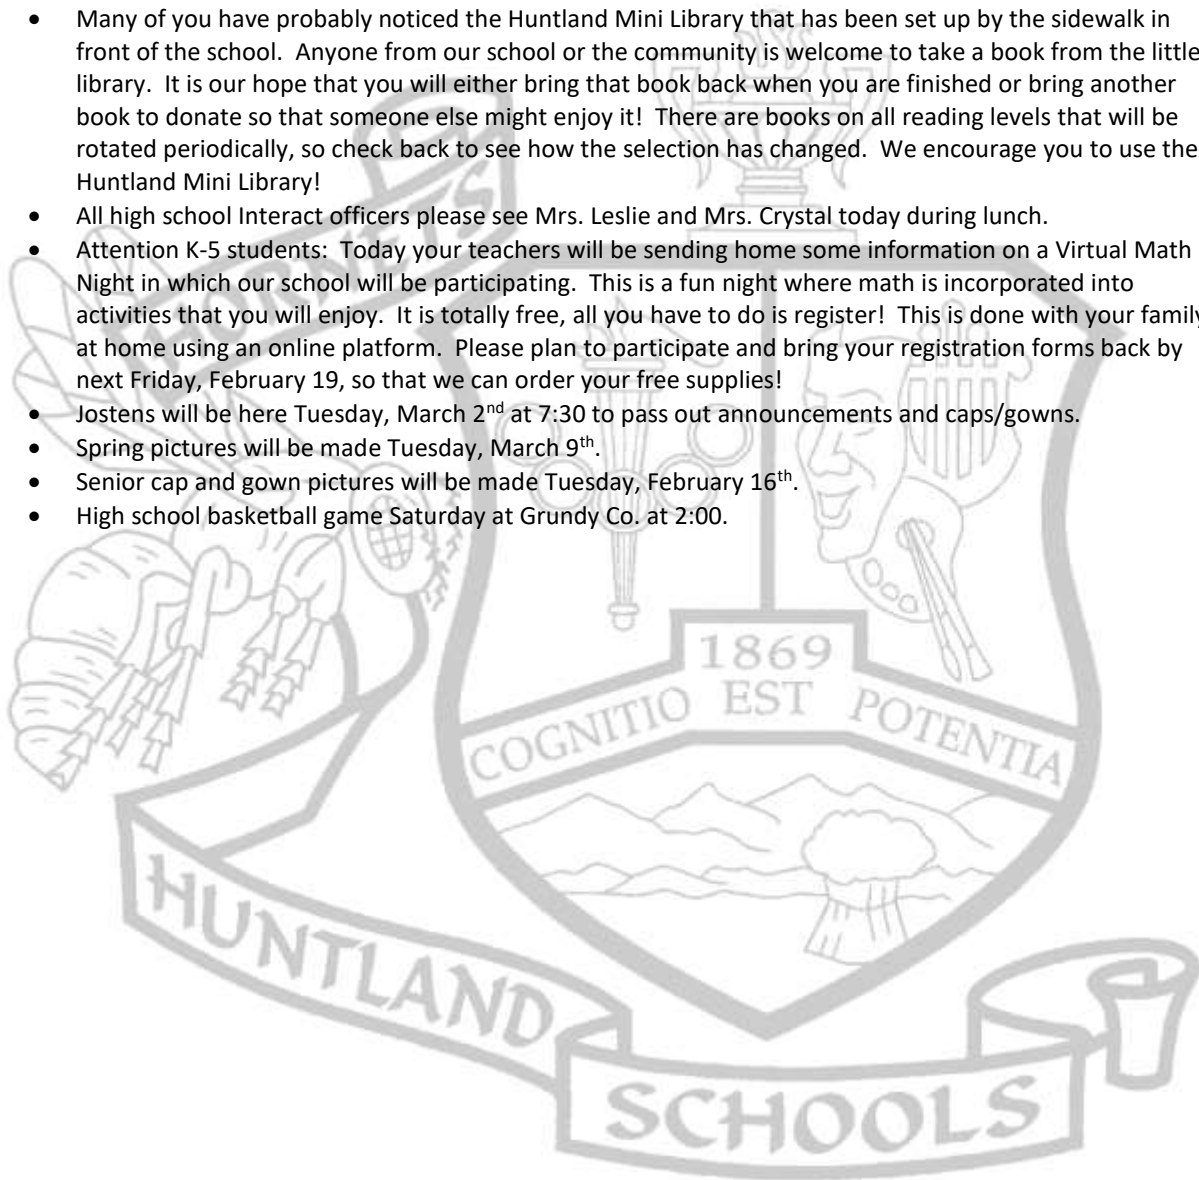 • Many of you have probably noticed the Huntland Mini Library that has been set up by the sidewalk in
front of the school.  Anyone from our school or the community is welcome to take a book from the little
library.  It is our hope that you will either bring that book back when you are finished or bring another
book to donate so that someone else might enjoy it!  There are books on all reading levels that will be
rotated periodically, so check back to see how the selection has changed.  We encourage you to use the
Huntland Mini Library!
• All high school Interact officers please see Mrs. Leslie and Mrs. Crystal today during lunch.
• Attention K-5 students:  Today your teachers will be sending home some information on a Virtual Math
Night in which our school will be participating.  This is a fun night where math is incorporated into
activities that you will enjoy.  It is totally free, all you have to do is register!  This is done with your family
at home using an online platform.  Please plan to participate and bring your registration forms back by
next Friday, February 19, so that we can order your free supplies!
• Jostens will be here Tuesday, March 2nd at 7:30 to pass out announcements and caps/gowns.
• Spring pictures will be made Tuesday, March 9th.
• Senior cap and gown pictures will be made Tuesday, February 16th.
• High school basketball game Saturday at Grundy Co. at 2:00.
HORNETS
1869
COGNITIO EST POTENTIA
HUNTLAND
SCHOOLS